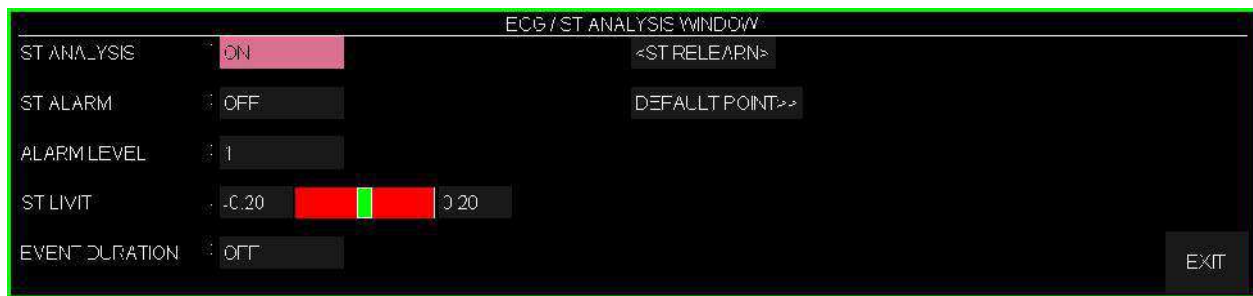 ECG / ST ANALYSIS WINDOW
ST ANALYSIS : ON <ST RELEARN>
ST ALARM : OFF DEFAULT POINT>>
ALARM LEVEL : 1
ST LIMIT : -0.20 0.20
EVENT DURATION : OFF
EXIT